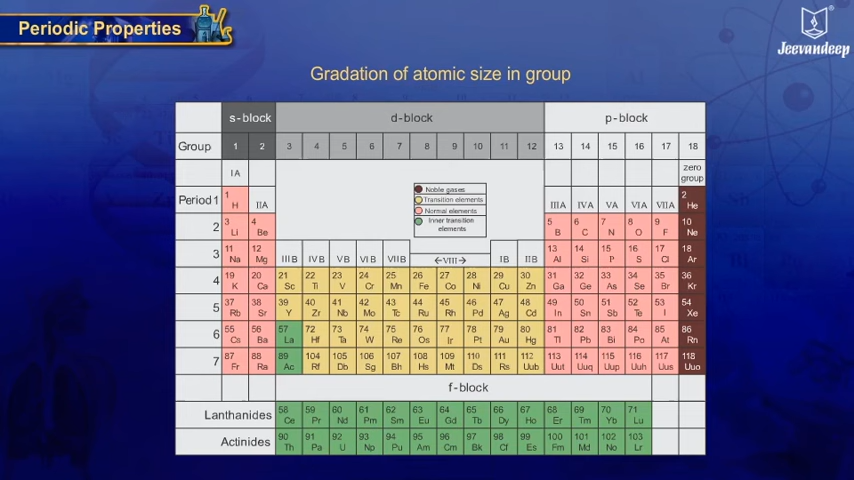 Periodic Properties
Jeevandeep
Gradation of atomic size in group
s-block d-block p-block
Group 1 2 3 4 5 6 7 8 9 10 11 12 13 14 15 16 17 18
IA zero group
Noble gases
Transition elements
Normal elements
Inner transition elements
Period 1 1 H IIA IIIA IVA VA VIA VIIA 2 He
2 3 Li 4 Be 5 B 6 C 7 N 8 O 9 F 10 Ne
3 11 Na 12 Mg IIIB IVB VB VIB VIIB ←VIII→ IB IIB 13 Al 14 Si 15 P 16 S 17 Cl 18 Ar
4 19 K 20 Ca 21 Sc 22 Ti 23 V 24 Cr 25 Mn 26 Fe 27 Co 28 Ni 29 Cu 30 Zn 31 Ga 32 Ge 33 As 34 Se 35 Br 36 Kr
5 37 Rb 38 Sr 39 Y 40 Zr 41 Nb 42 Mo 43 Tc 44 Ru 45 Rh 46 Pd 47 Ag 48 Cd 49 In 50 Sn 51 Sb 52 Te 53 I 54 Xe
6 55 Cs 56 Ba 57 La 72 Hf 73 Ta 74 W 75 Re 76 Os 77 Ir 78 Pt 79 Au 80 Hg 81 Tl 82 Pb 83 Bi 84 Po 85 At 86 Rn
7 87 Fr 88 Ra 89 Ac 104 Rf 105 Db 106 Sg 107 Bh 108 Hs 109 Mt 110 Ds 111 Rs 112 Uub 113 Uut 114 Uuq 115 Uup 116 Uuh 117 Uus 118 Uuo
f-block
Lanthanides 58 Ce 59 Pr 60 Nd 61 Pm 62 Sm 63 Eu 64 Gd 65 Tb 66 Dy 67 Ho 68 Er 69 Tm 70 Yb 71 Lu
Actinides 90 Th 91 Pa 92 U 93 Np 94 Pu 95 Am 96 Cm 97 Bk 98 Cf 99 Es 100 Fm 101 Md 102 No 103 Lr